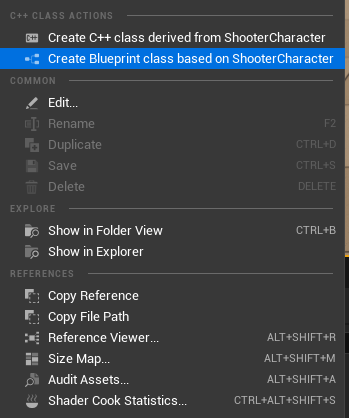 C++ CLASS ACTIONS
Create C++ class derived from ShooterCharacter
Create Blueprint class based on ShooterCharacter
COMMON
Edit...
Rename F2
Duplicate CTRL+D
Save CTRL+S
Delete DELETE
EXPLORE
Show in Folder View CTRL+B
Show in Explorer
REFERENCES
Copy Reference
Copy File Path
Reference Viewer... ALT+SHIFT+R
Size Map... ALT+SHIFT+M
Audit Assets... ALT+SHIFT+A
Shader Cook Statistics... CTRL+ALT+SHIFT+S